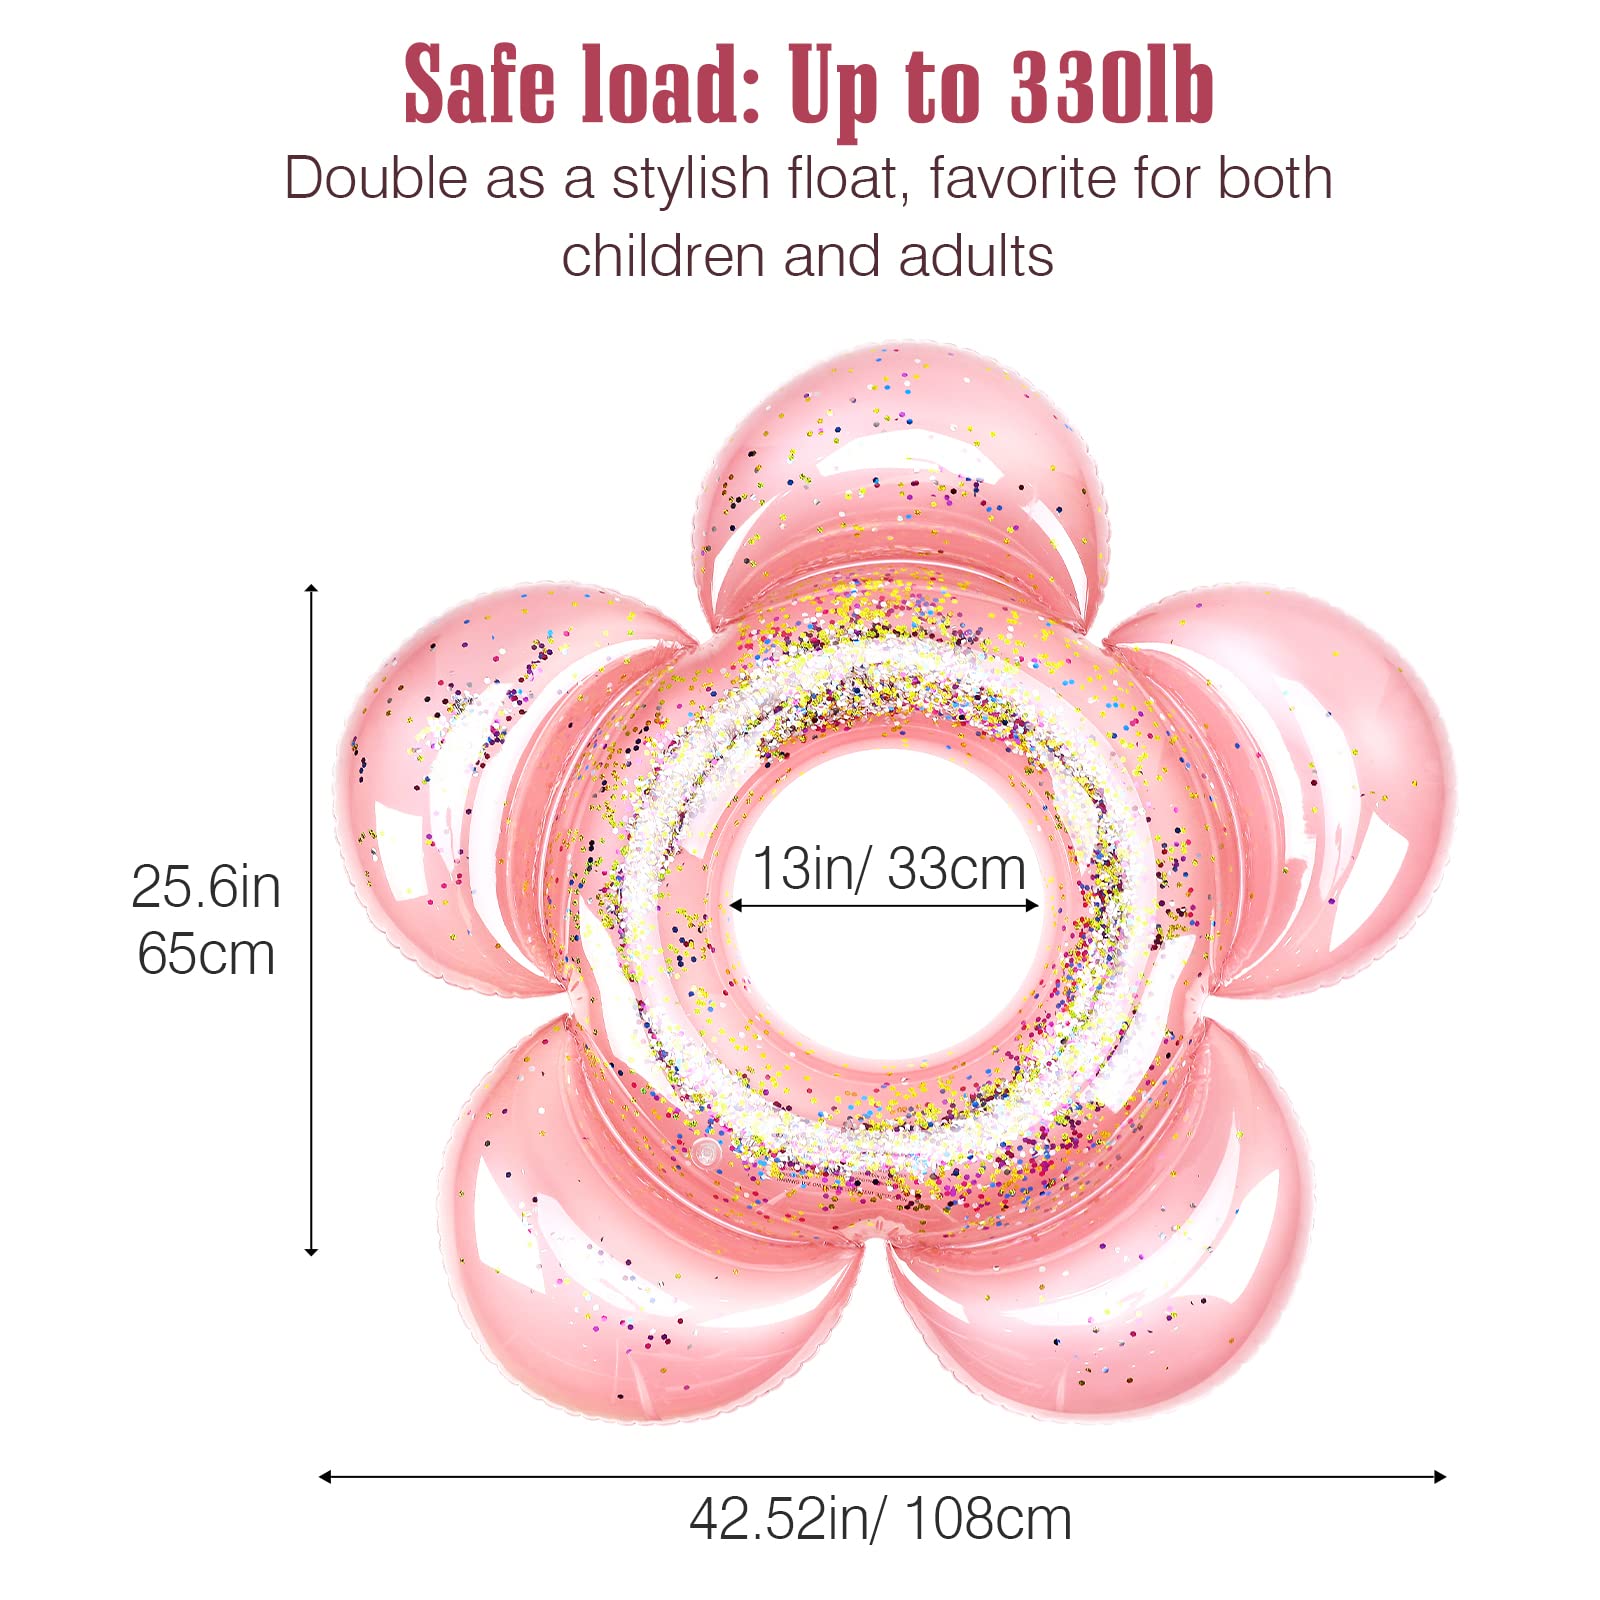 Safe load: Up to 330lb
Double as a stylish float, favorite for both
children and adults
25.6in
65cm
13in/ 33cm
42.52in/ 108cm